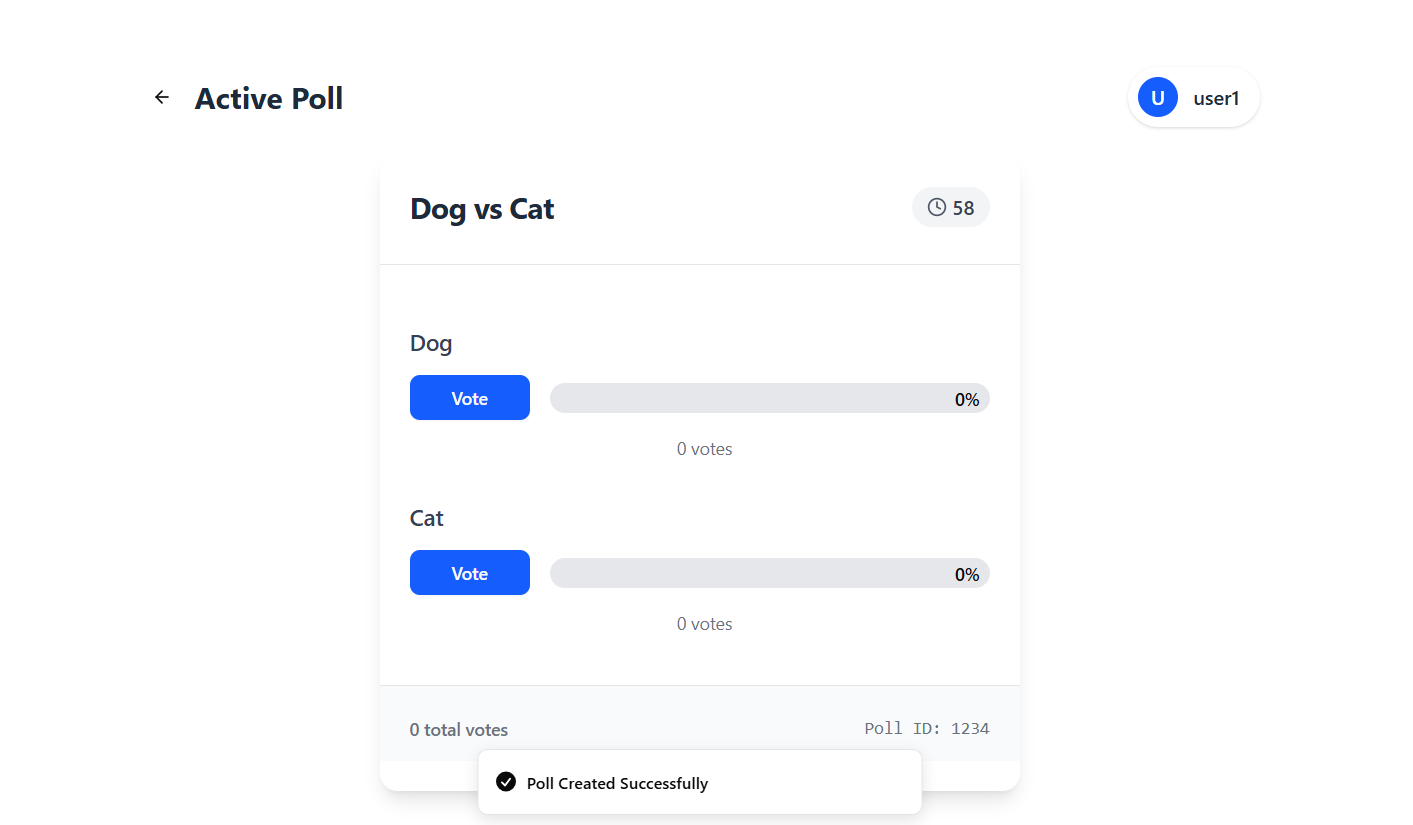 Active Poll
U user1
Dog vs Cat
58
Dog
Vote
0%
0 votes
Cat
Vote
0%
0 votes
0 total votes
Poll ID: 1234
Poll Created Successfully